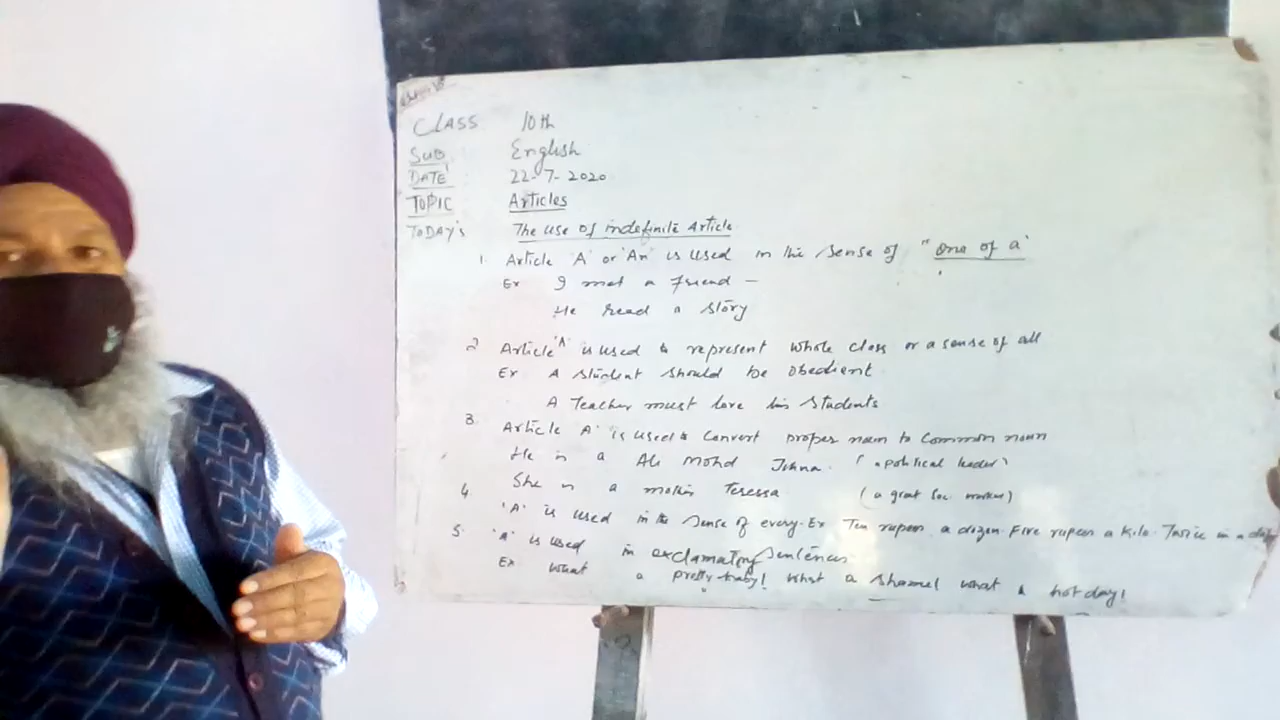 CLASS 10th
SUB English
DATE 22-7-2020
TOPIC Articles
TODAY's The use of indefinite Article
1. Article 'A' or 'An' is used in the sense of "One of a'
Ex I met a friend —
He read a story
2 Article 'A' is used to represent whole class or a sense of all
Ex A student should be obedient
A Teacher must love his students
3. Article A' is used to convert proper noun to Common noun
He is a Ali Mohd Jihna. (a political leader)
She is a mother Teressa (a great Soc worker)
4. 'A' is used in the sense of every. Ex Ten rupees a dozen. Five rupees a kilo. Twice in a day
5. 'a' is used in exclamatory sentences
Ex what a pretty baby! what a shame! what a hot day!